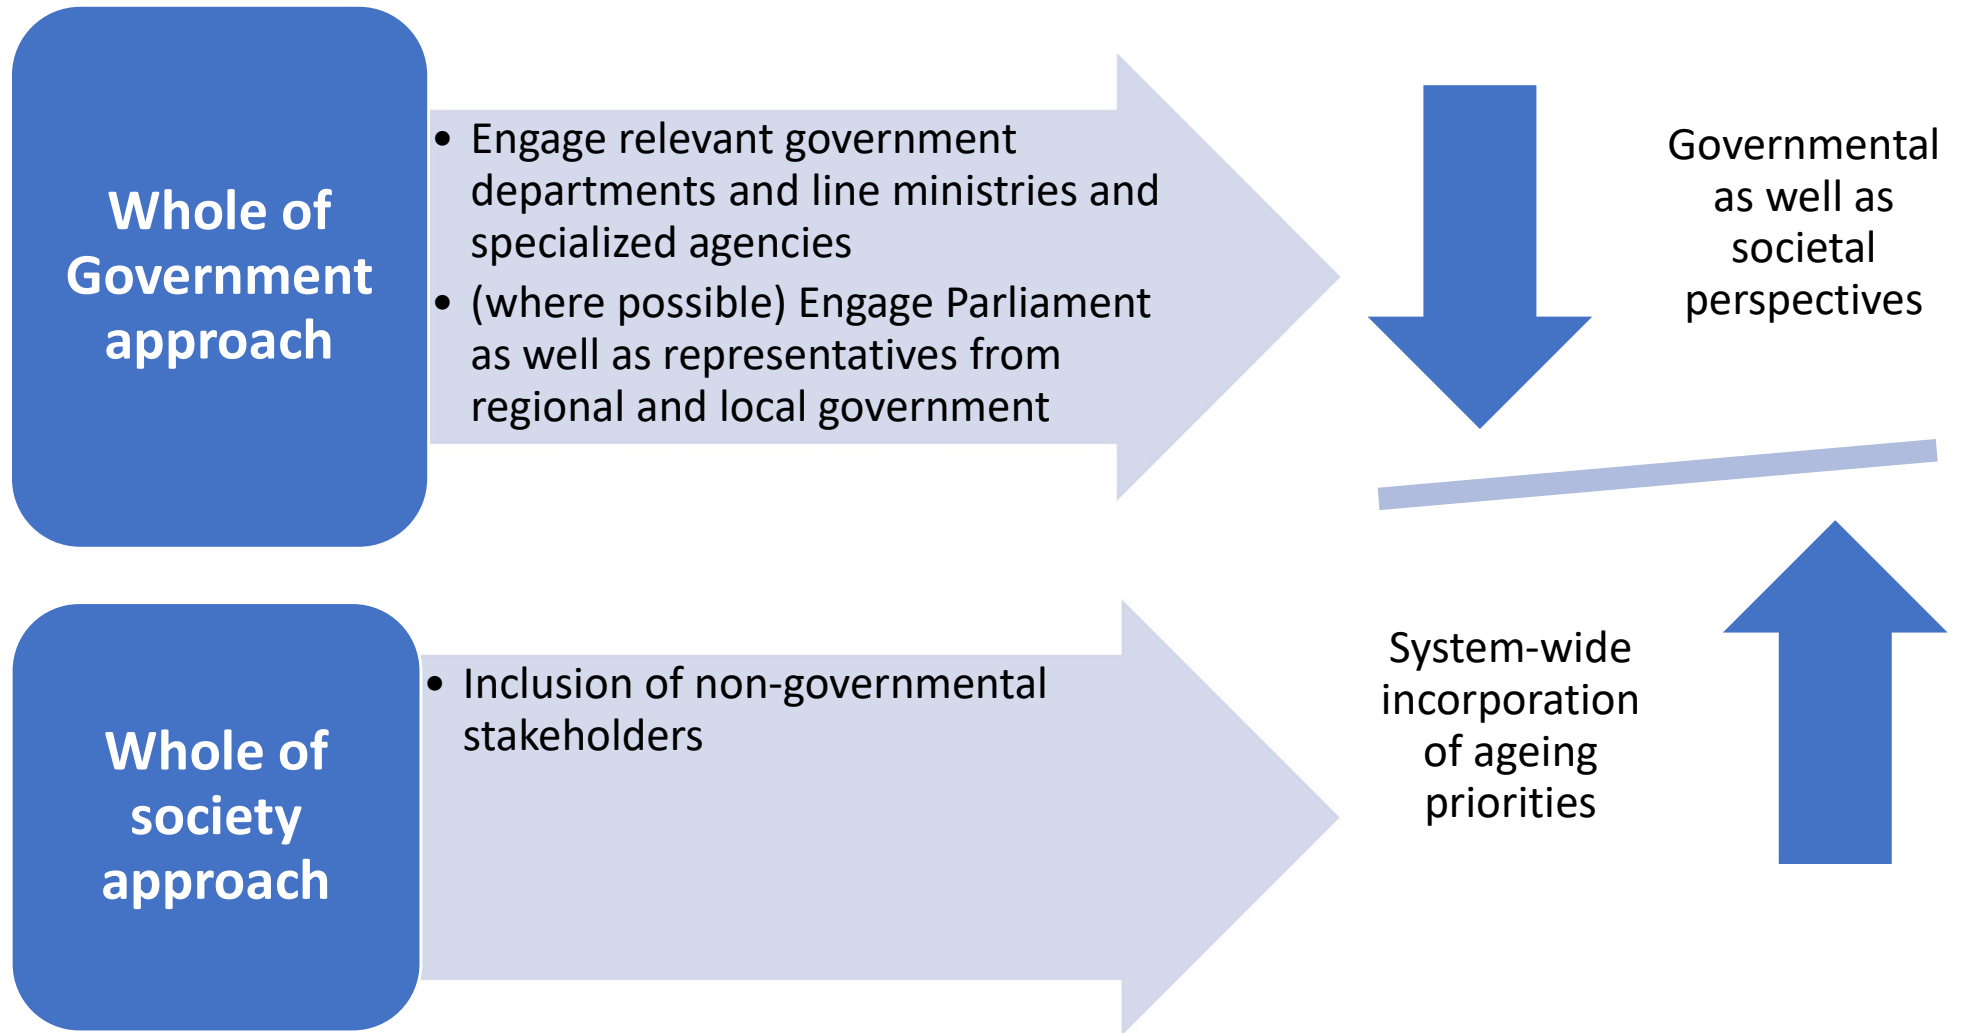 Whole of
Government
approach
• Engage relevant government
departments and line ministries and
specialized agencies
• (where possible) Engage Parliament
as well as representatives from
regional and local government
Governmental
as well as
societal
perspectives
Whole of
society
approach
• Inclusion of non-governmental
stakeholders
System-wide
incorporation
of ageing
priorities